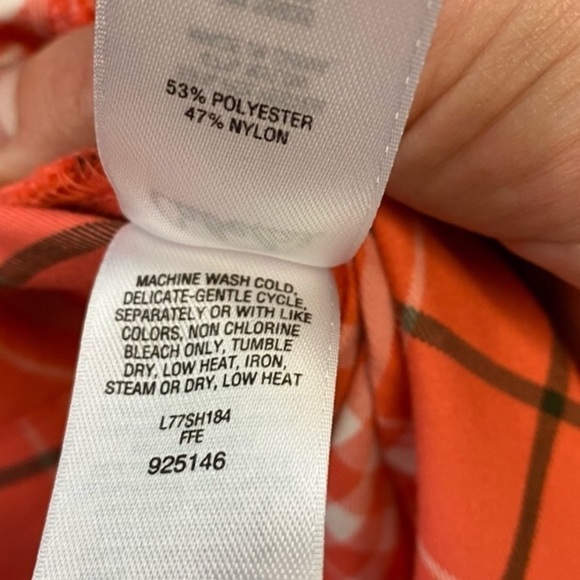 53% POLYESTER
47% NYLON
MACHINE WASH COLD,
DELICATE-GENTLE CYCLE,
SEPARATELY OR WITH LIKE
COLORS, NON CHLORINE
BLEACH ONLY, TUMBLE
DRY, LOW HEAT, IRON,
STEAM OR DRY, LOW HEAT
L77SH184
FFE
925146